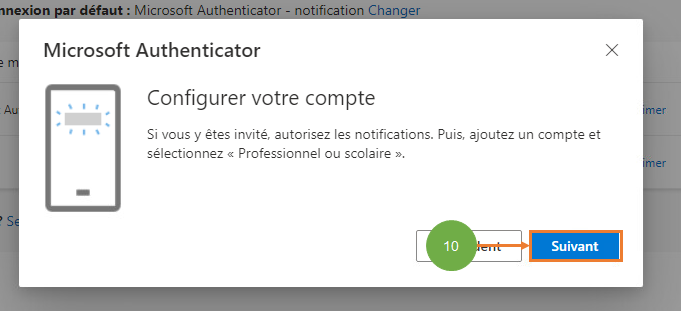 nnexion par défaut : Microsoft Authenticator - notification Changer
Microsoft Authenticator
e m
Configurer votre compte
Au
imer
Si vous y êtes invité, autorisez les notifications. Puis, ajoutez un compte et
sélectionnez « Professionnel ou scolaire ».
imer
? Se
10
dent
Suivant